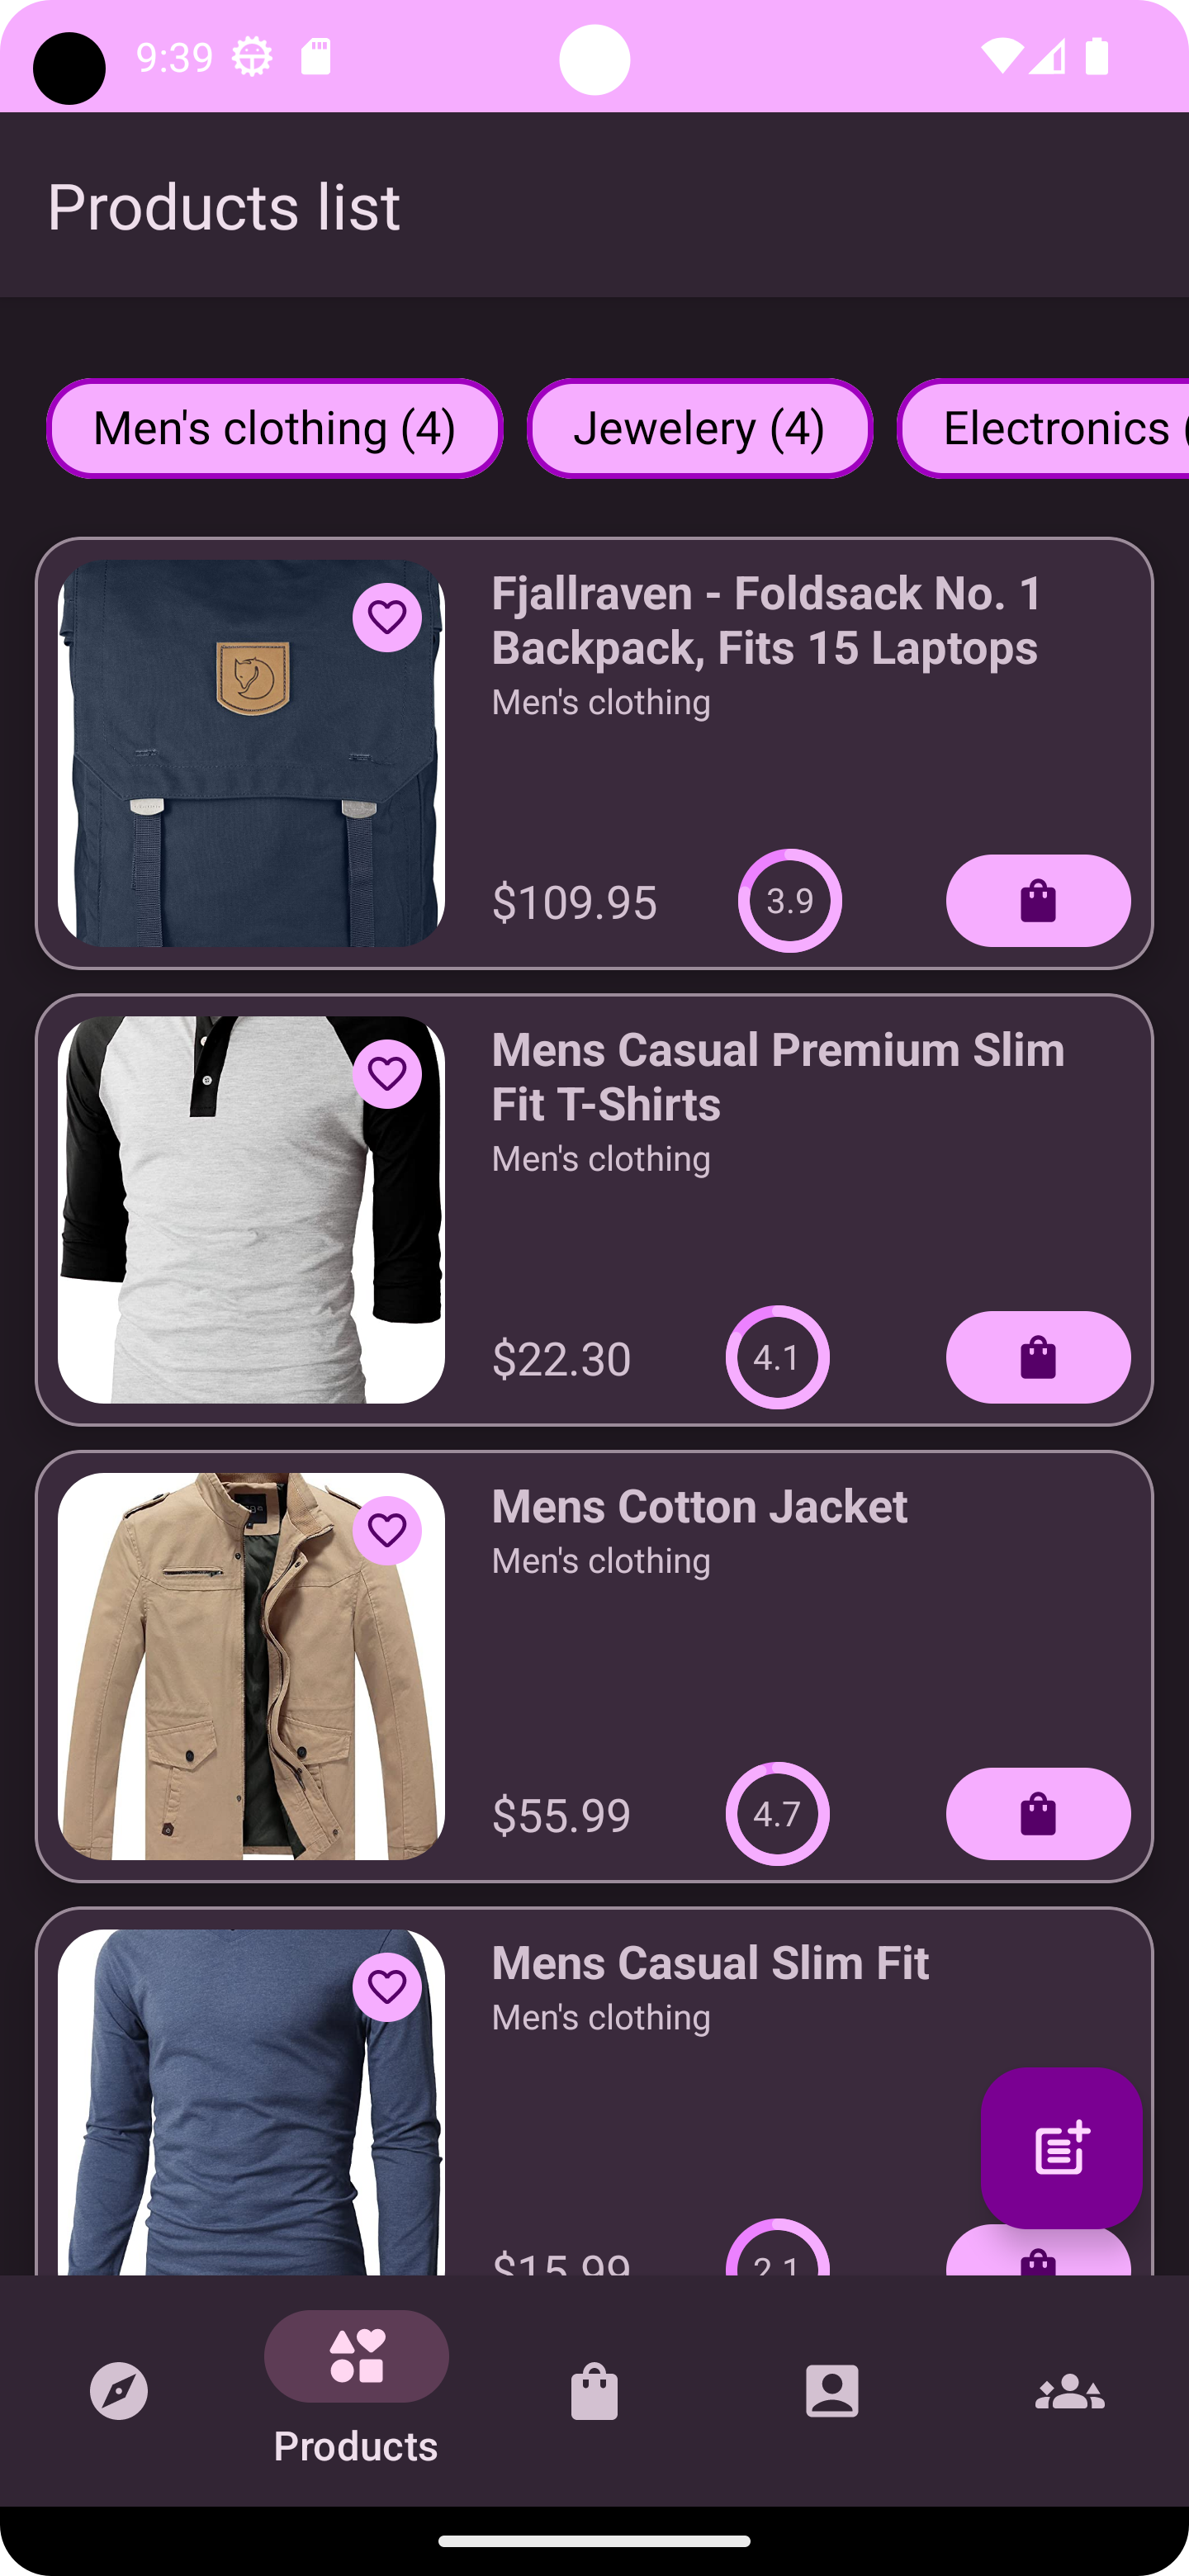 9:39
Products list
Men's clothing (4)
Jewelery (4)
Electronics (
Fjallraven - Foldsack No. 1
Backpack, Fits 15 Laptops
Men's clothing
$109.95
3.9
Mens Casual Premium Slim
Fit T-Shirts
Men's clothing
$22.30
4.1
Mens Cotton Jacket
Men's clothing
$55.99
4.7
Mens Casual Slim Fit
Men's clothing
$15.99
2.1
Products